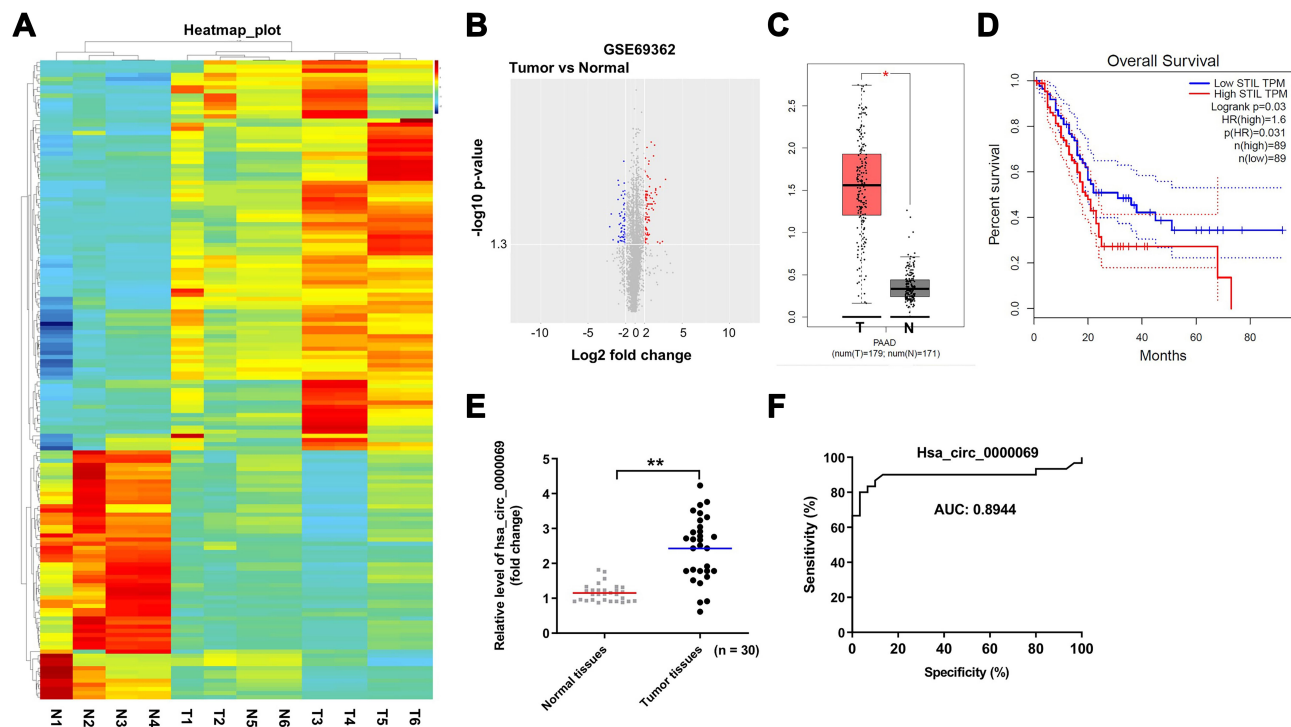 A
Heatmap_plot
N1 N2 N3 N4 T1 T2 N5 N6 T3 T4 T5 T6
B
GSE69362
Tumor vs Normal
-log10 p-value
1.3
-10 -5 -2 0 2 5 10
Log2 fold change
C
*
2.5
2.0
1.5
1.0
0.5
0.0
T N
PAAD
(num(T)=179; num(N)=171)
D
Overall Survival
Low STIL TPM
High STIL TPM
Logrank p=0.03
HR(high)=1.6
p(HR)=0.031
n(high)=89
n(low)=89
Percent survival
1.0
0.8
0.6
0.4
0.2
0.0
0 20 40 60 80
Months
E
Relative level of hsa_circ_0000069
(fold change)
5
4
3
2
1
0
**
Normal tissues
Tumor tissues
(n = 30)
F
Hsa_circ_0000069
AUC: 0.8944
Sensitivity (%)
100
80
60
40
20
0
0 20 40 60 80 100
Specificity (%)